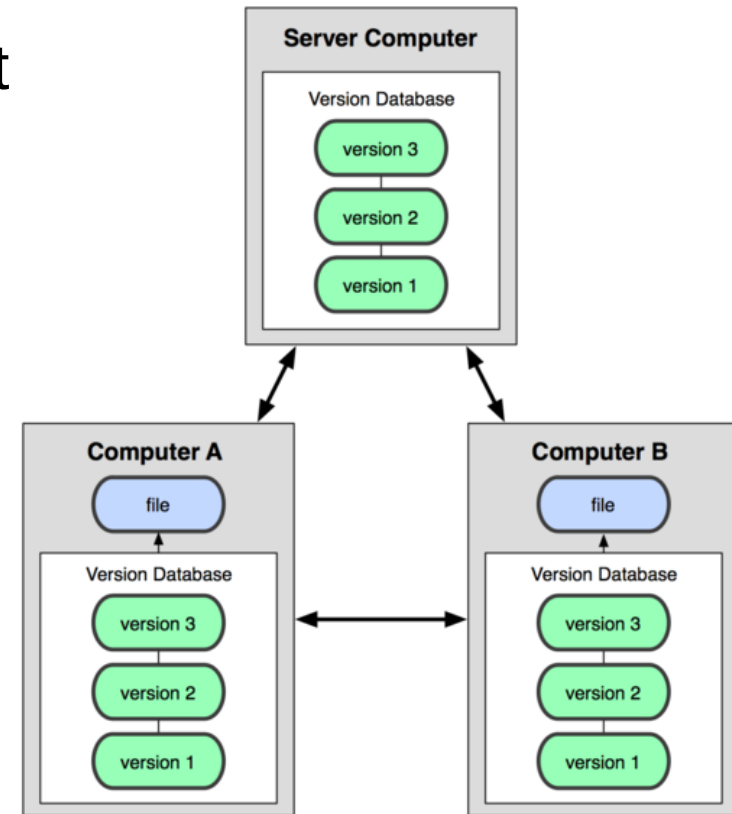 t
Server Computer
Version Database
version 3
version 2
version 1
Computer A
file
Version Database
version 3
version 2
version 1
Computer B
file
Version Database
version 3
version 2
version 1